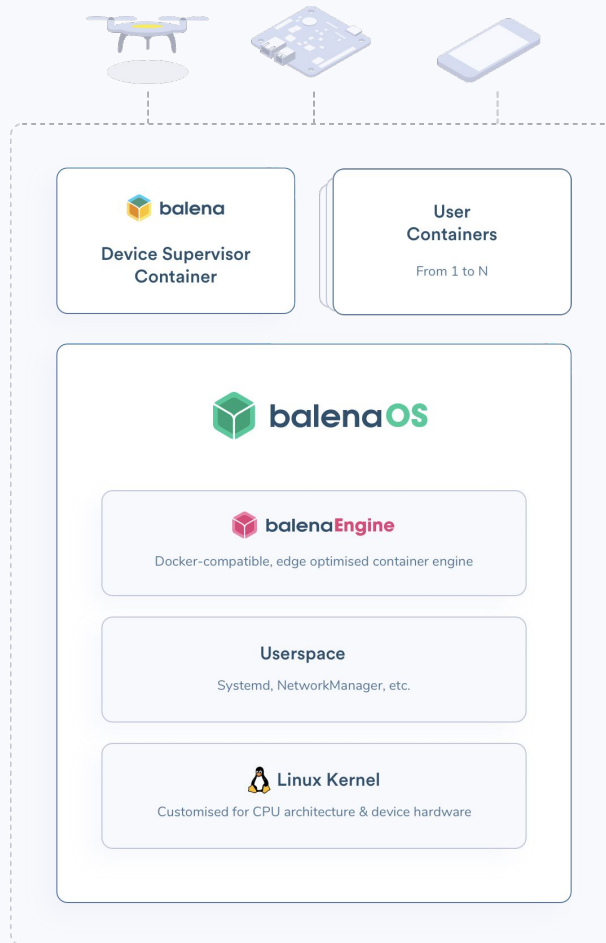 balena
Device Supervisor
Container
User
Containers
From 1 to N
balenaOS
balenaEngine
Docker-compatible, edge optimised container engine
Userspace
Systemd, NetworkManager, etc.
Linux Kernel
Customised for CPU architecture & device hardware